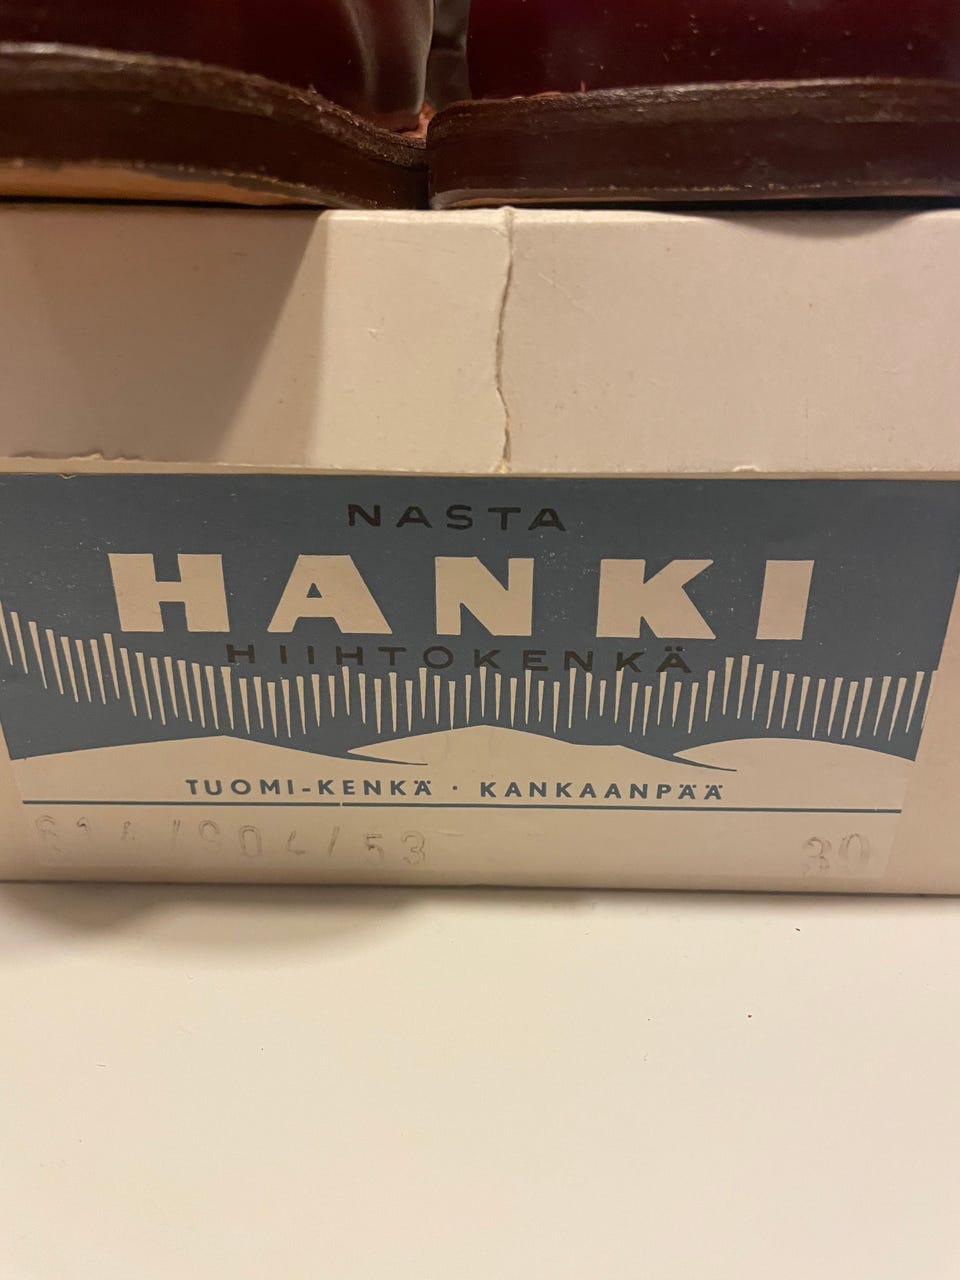 NASTA
HANKI
HIIHTOKENKÄ
TUOMI-KENKÄ · KANKAANPÄÄ
30